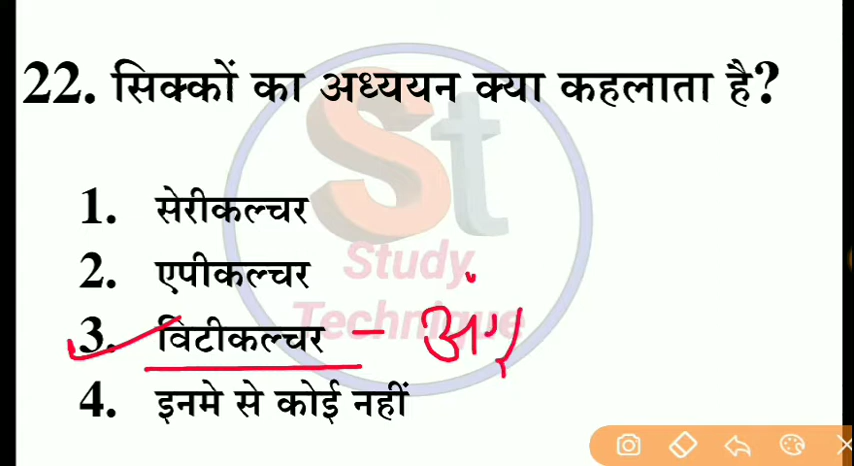 22. सिक्कों का अध्ययन क्या कहलाता है?
1. सेरीकल्चर
2. एपीकल्चर
3. विटीकल्चर –
4. इनमे से कोई नहीं
St
Study
Technique